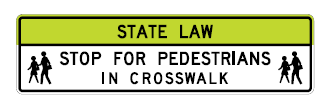 STATE LAW
STOP FOR PEDESTRIANS
IN CROSSWALK